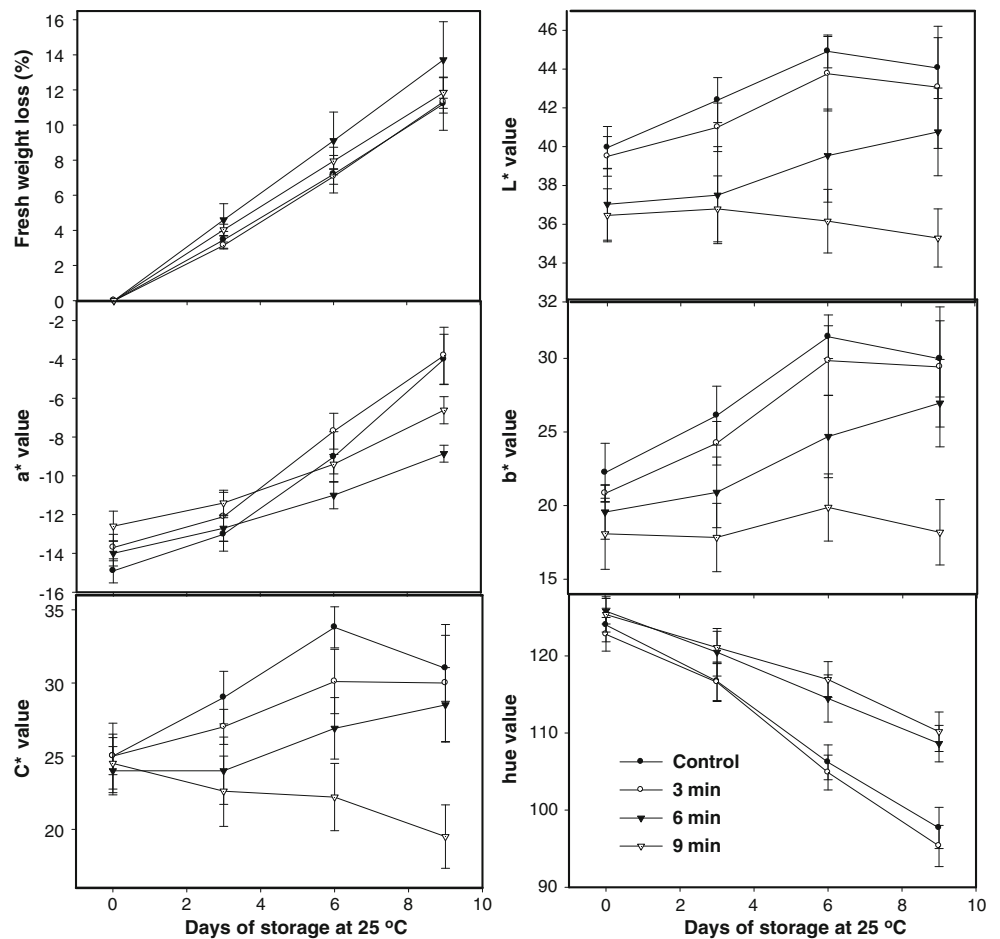 Fresh weight loss (%)
16
14
12
10
8
6
4
2
0
L* value
46
44
42
40
38
36
34
32
a* value
-2
-4
-6
-8
-10
-12
-14
-16
b* value
30
25
20
15
C* value
35
30
25
20
0 2 4 6 8 10
Days of storage at 25 ºC
hue value
120
110
100
90
Control
3 min
6 min
9 min
0 2 4 6 8 10
Days of storage at 25 ºC